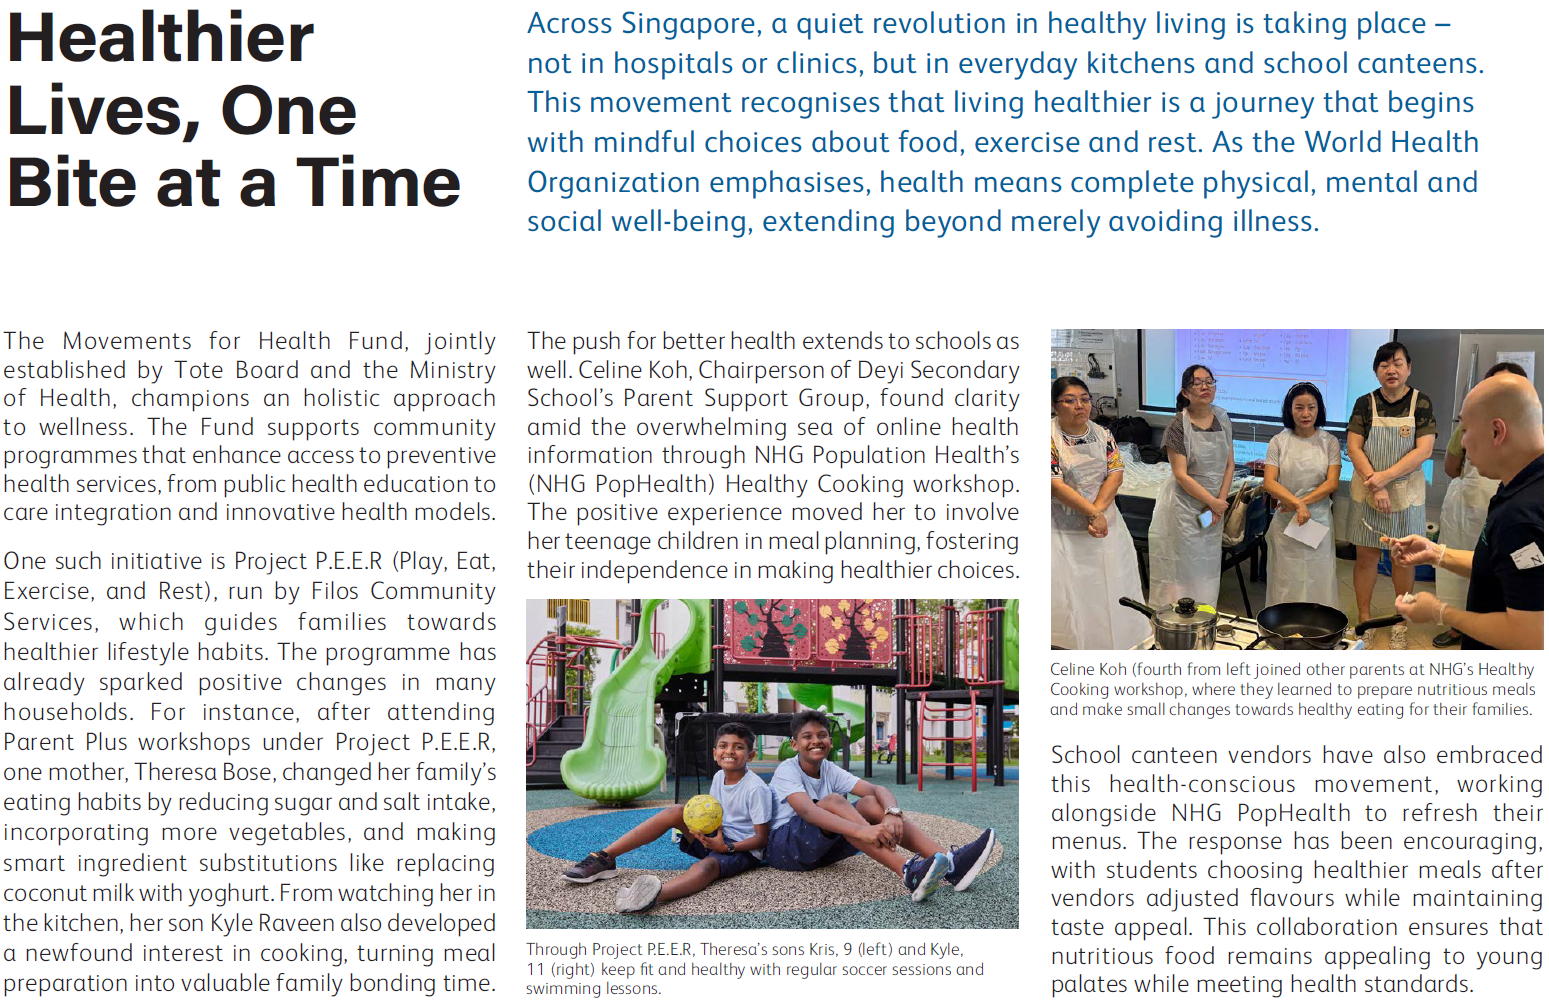 Healthier
Lives, One
Bite at a Time
Across Singapore, a quiet revolution in healthy living is taking place –
not in hospitals or clinics, but in everyday kitchens and school canteens.
This movement recognises that living healthier is a journey that begins
with mindful choices about food, exercise and rest. As the World Health
Organization emphasises, health means complete physical, mental and
social well-being, extending beyond merely avoiding illness.
The Movements for Health Fund, jointly
established by Tote Board and the Ministry
of Health, champions an holistic approach
to wellness. The Fund supports community
programmes that enhance access to preventive
health services, from public health education to
care integration and innovative health models.
One such initiative is Project P.E.E.R (Play, Eat,
Exercise, and Rest), run by Filos Community
Services, which guides families towards
healthier lifestyle habits. The programme has
already sparked positive changes in many
households. For instance, after attending
Parent Plus workshops under Project P.E.E.R,
one mother, Theresa Bose, changed her family's
eating habits by reducing sugar and salt intake,
incorporating more vegetables, and making
smart ingredient substitutions like replacing
coconut milk with yoghurt. From watching her in
the kitchen, her son Kyle Raveen also developed
a newfound interest in cooking, turning meal
preparation into valuable family bonding time.
The push for better health extends to schools as
well. Celine Koh, Chairperson of Deyi Secondary
School's Parent Support Group, found clarity
amid the overwhelming sea of online health
information through NHG Population Health's
(NHG PopHealth) Healthy Cooking workshop.
The positive experience moved her to involve
her teenage children in meal planning, fostering
their independence in making healthier choices.
Through Project P.E.E.R, Theresa's sons Kris, 9 (left) and Kyle,
11 (right) keep fit and healthy with regular soccer sessions and
swimming lessons.
Celine Koh (fourth from left joined other parents at NHG's Healthy
Cooking workshop, where they learned to prepare nutritious meals
and make small changes towards healthy eating for their families.
School canteen vendors have also embraced
this health-conscious movement, working
alongside NHG PopHealth to refresh their
menus. The response has been encouraging,
with students choosing healthier meals after
vendors adjusted flavours while maintaining
taste appeal. This collaboration ensures that
nutritious food remains appealing to young
palates while meeting health standards.